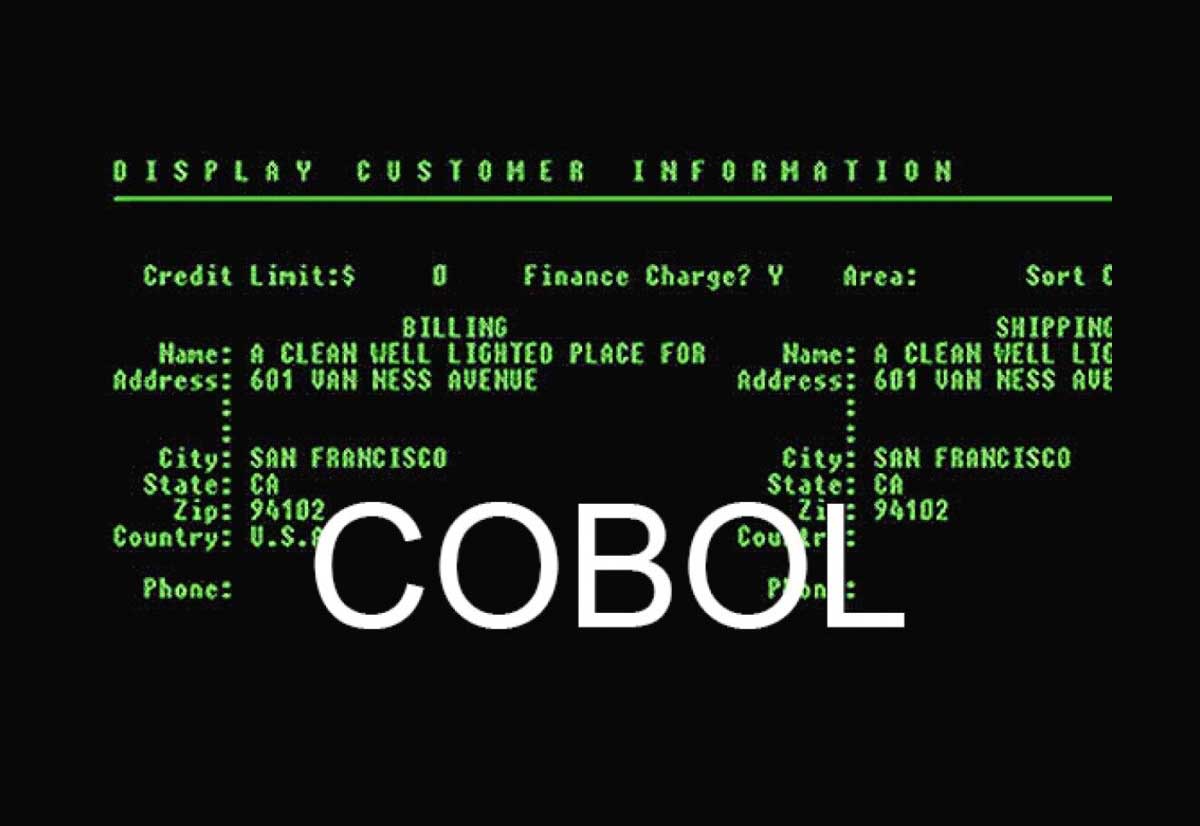 DISPLAY CUSTOMER INFORMATION
Credit Limit:$ 0 Finance Charge? Y Area: Sort
BILLING SHIPPING
Name: A CLEAN WELL LIGHTED PLACE FOR Name: A CLEAN WELL LIG
Address: 601 VAN NESS AVENUE Address: 601 VAN NESS AVE
: :
: :
City: SAN FRANCISCO City: SAN FRANCISCO
State: CA State: CA
Zip: 94102 Zip: 94102
Country: U.S.A Country:
Phone: Phone:
COBOL